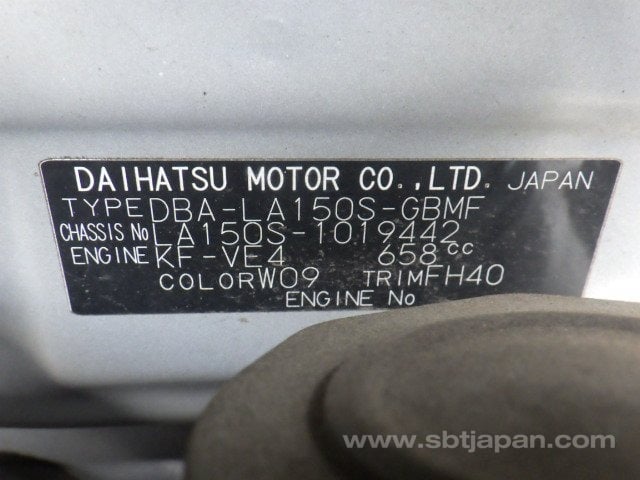 DAIHATSU MOTOR CO.,LTD. JAPAN
TYPE DBA-LA150S-GBMF
CHASSIS No LA150S-1019442
ENGINE KF-VE4 658cc
COLOR W09 TRIM FH40
ENGINE No
www.sbtjapan.com